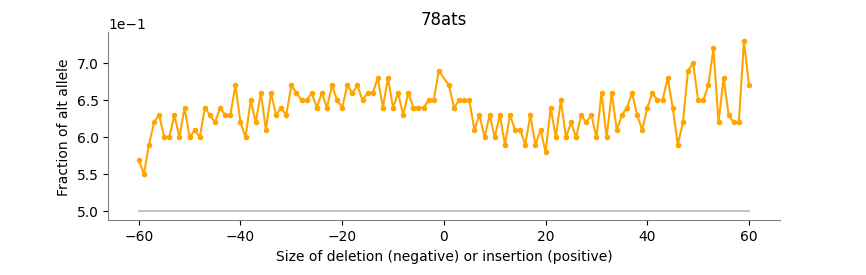 78ats
1e−1
7.0
6.5
6.0
5.5
5.0
Fraction of alt allele
−60 −40 −20 0 20 40 60
Size of deletion (negative) or insertion (positive)